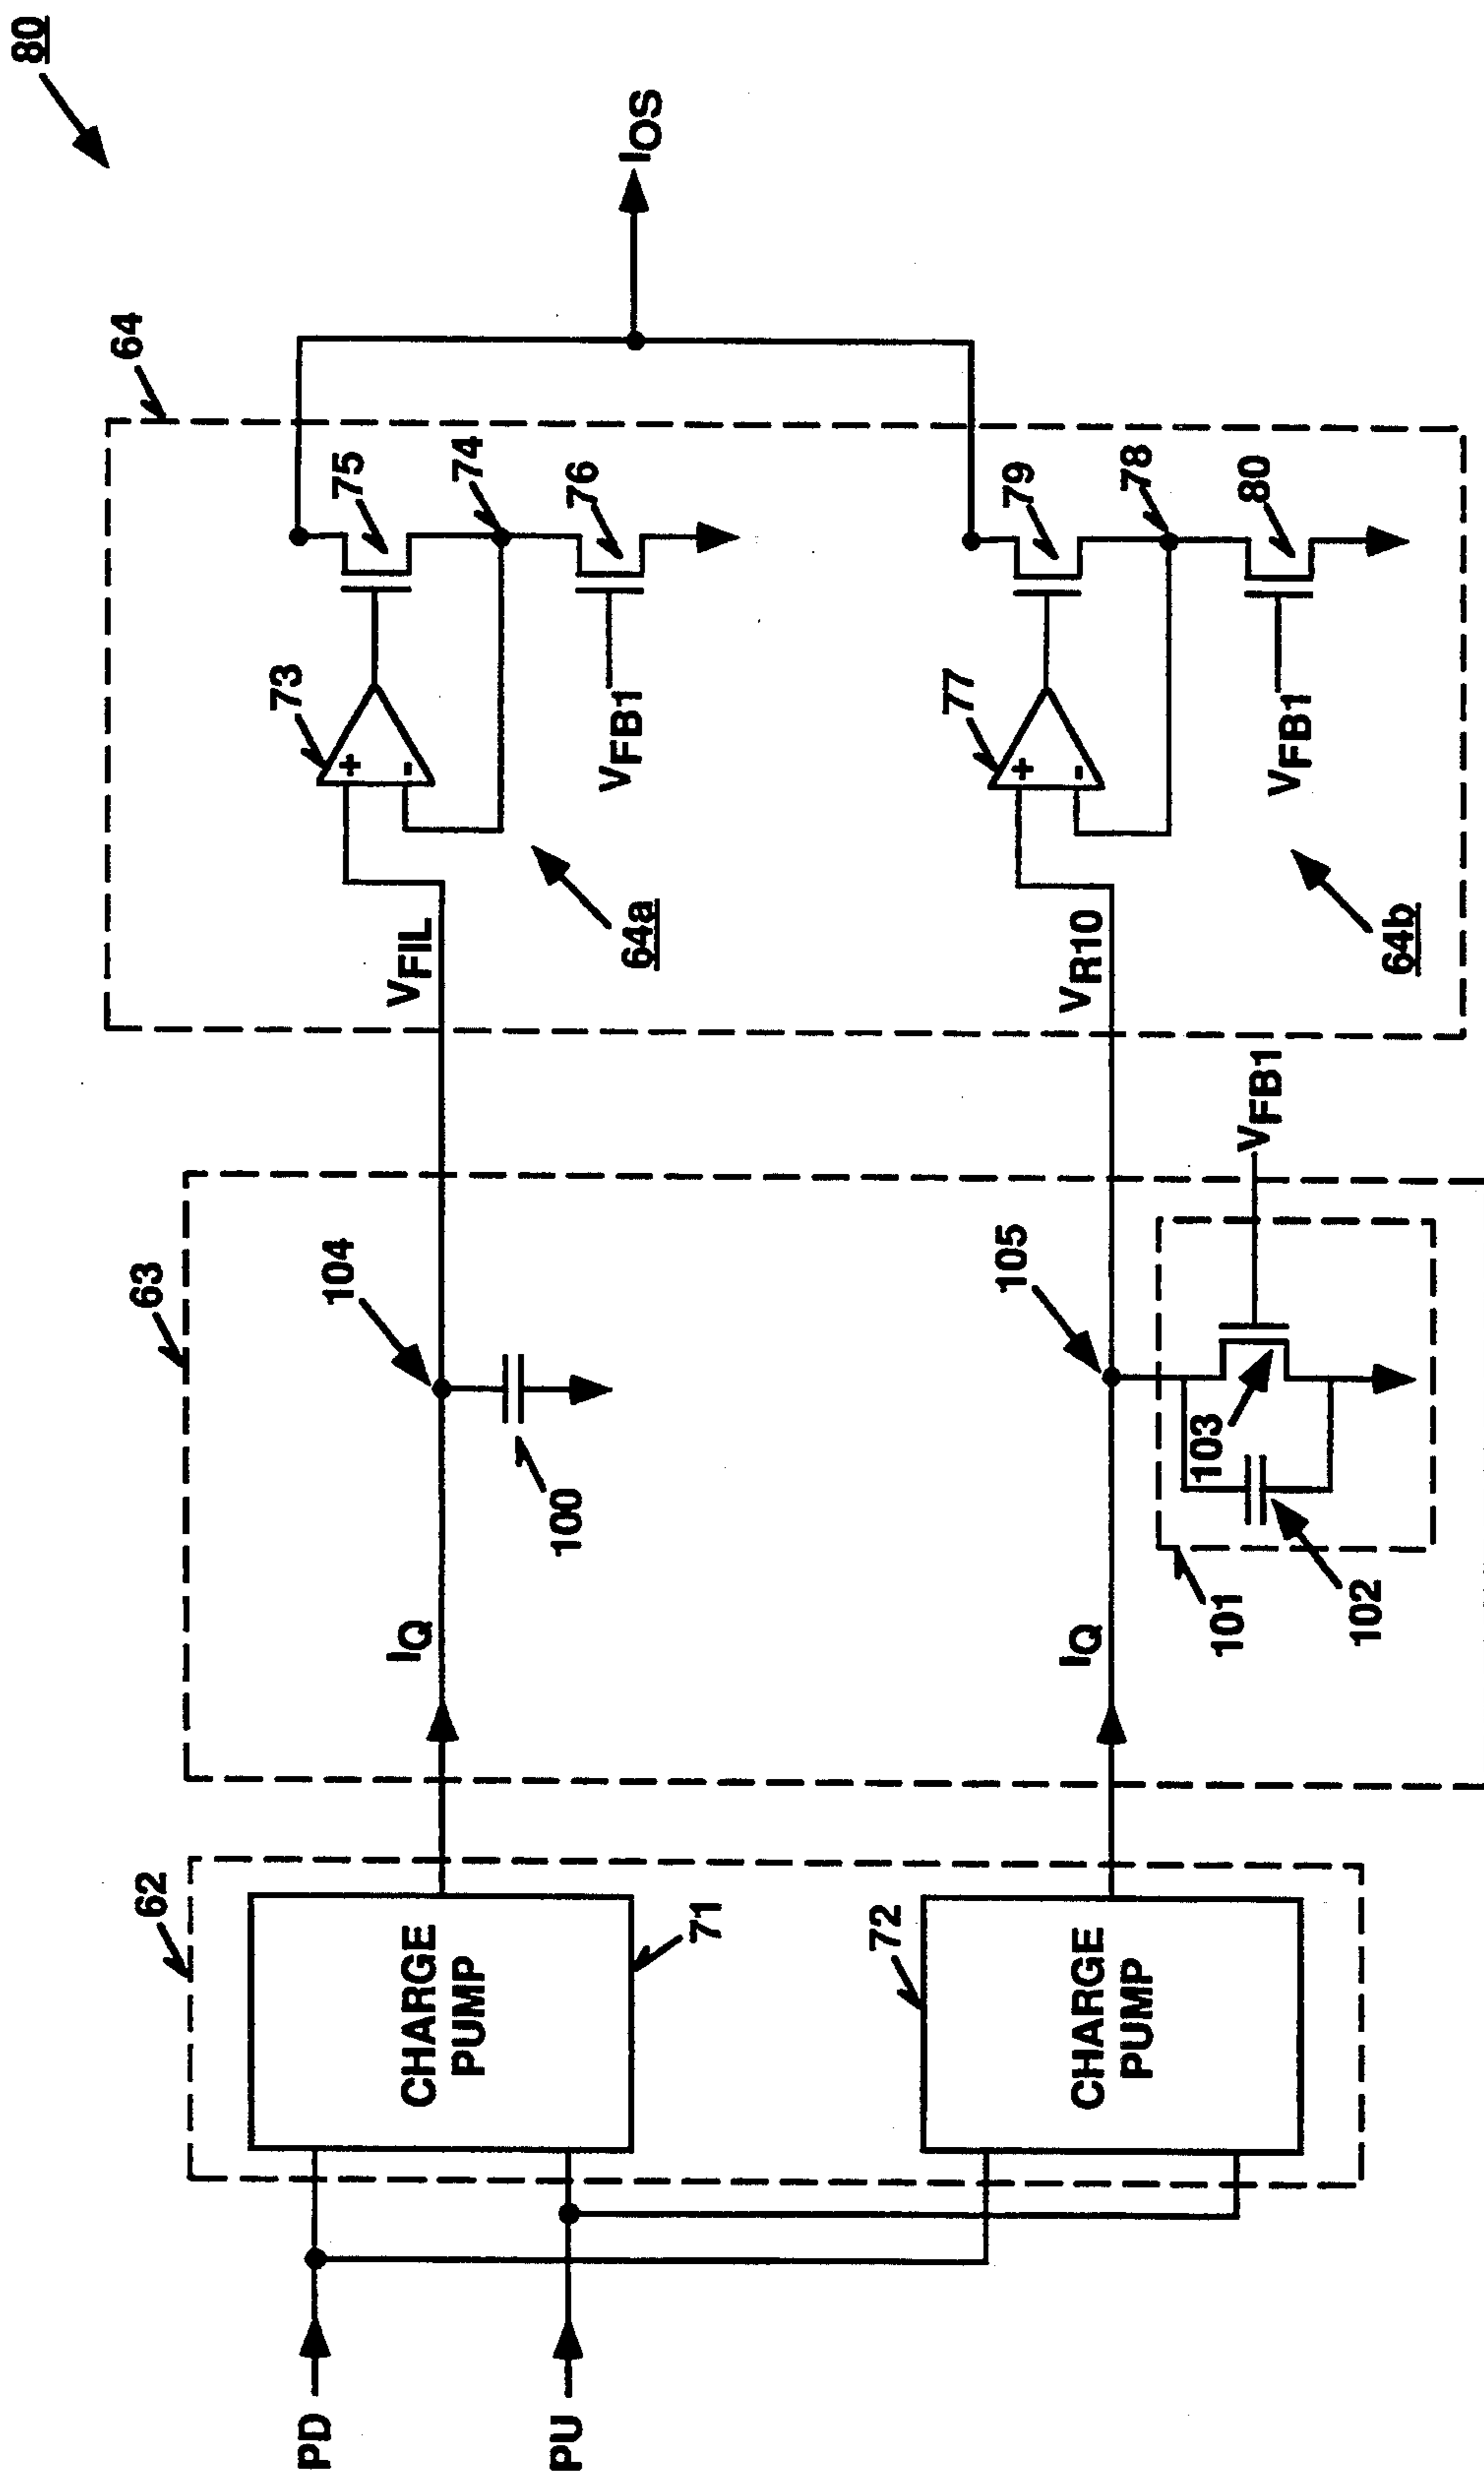 80
64
75
74
73
76
VFIL
VFB1
64a
IOS
79
78
77
80
VR10
VFB1
64b
63
104
IQ
100
105
IQ
VFB1
103
101
102
62
CHARGE
PUMP
71
72
CHARGE
PUMP
PD
PU